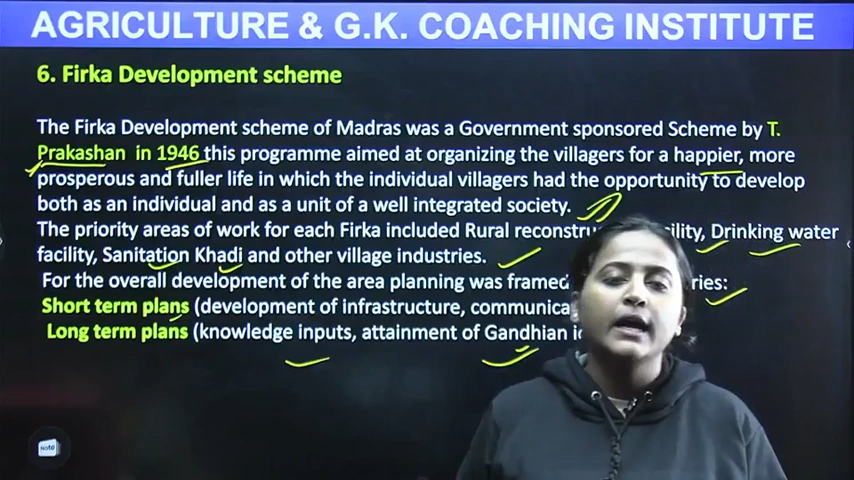 AGRICULTURE & G.K. COACHING INSTITUTE
6. Firka Development scheme
The Firka Development scheme of Madras was a Government sponsored Scheme by T.
Prakashan in 1946 this programme aimed at organizing the villagers for a happier, more
prosperous and fuller life in which the individual villagers had the opportunity to develop
both as an individual and as a unit of a well integrated society.
The priority areas of work for each Firka included Rural Drinking water
facility, Sanitation Khadi and other village industries.
For the overall development of the area planning was framed
Short term plans (development of infrastructure,
Long term plans (knowledge inputs, attainment of Gandhian
Note